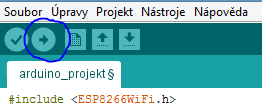 Soubor Úpravy Projekt Nástroje Nápověda
arduino_projekt §
#include <ESP8266WiFi.h>